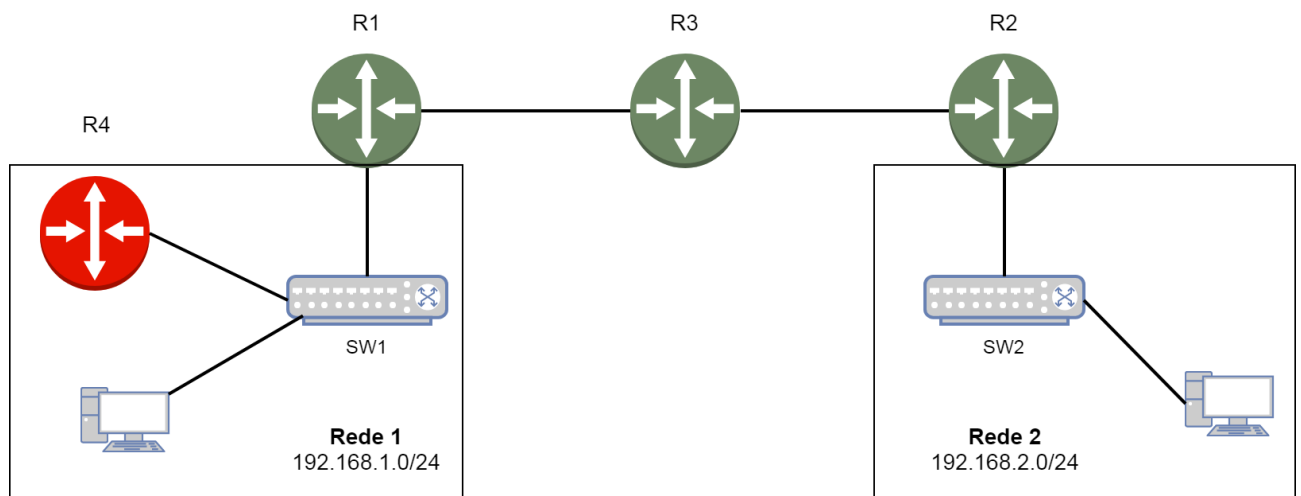 R1
R3
R2
R4
SW1
SW2
Rede 1
192.168.1.0/24
Rede 2
192.168.2.0/24